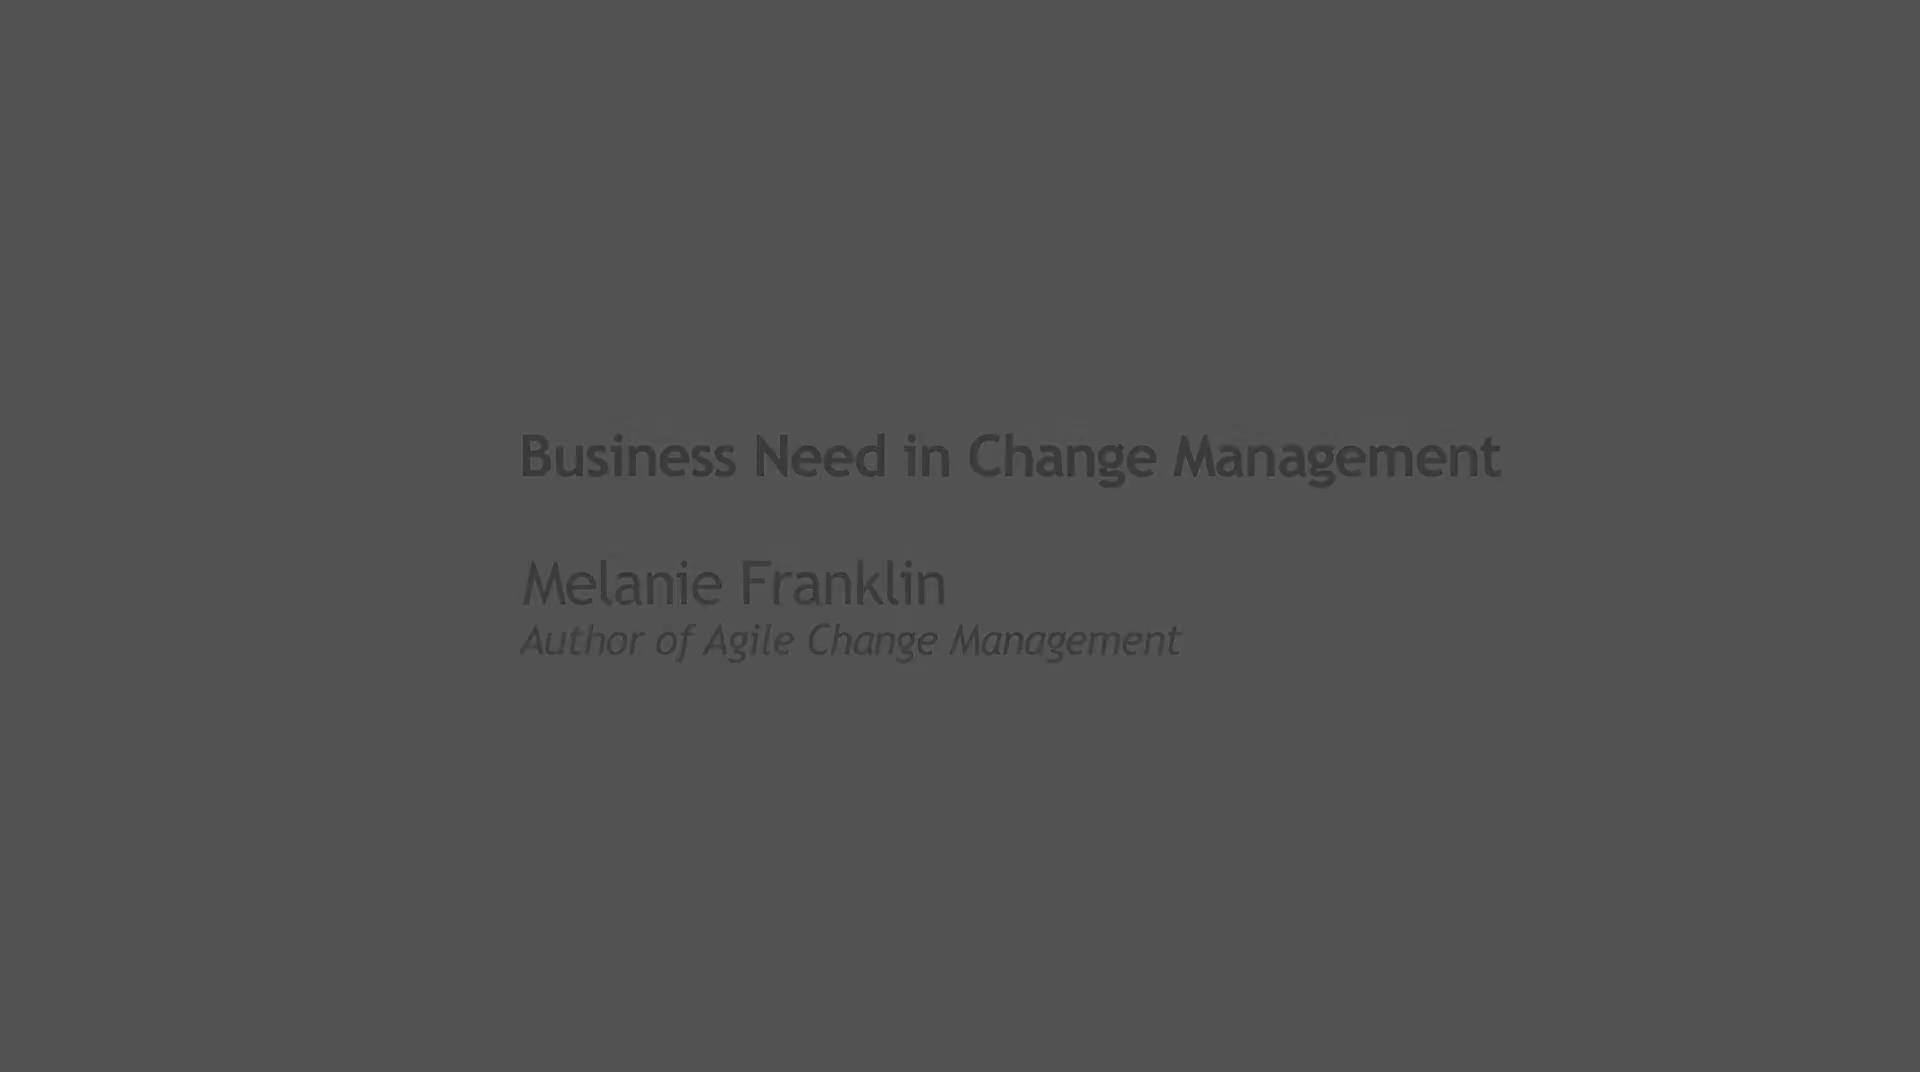 Business Need in Change Management
Melanie Franklin
Author of Agile Change Management